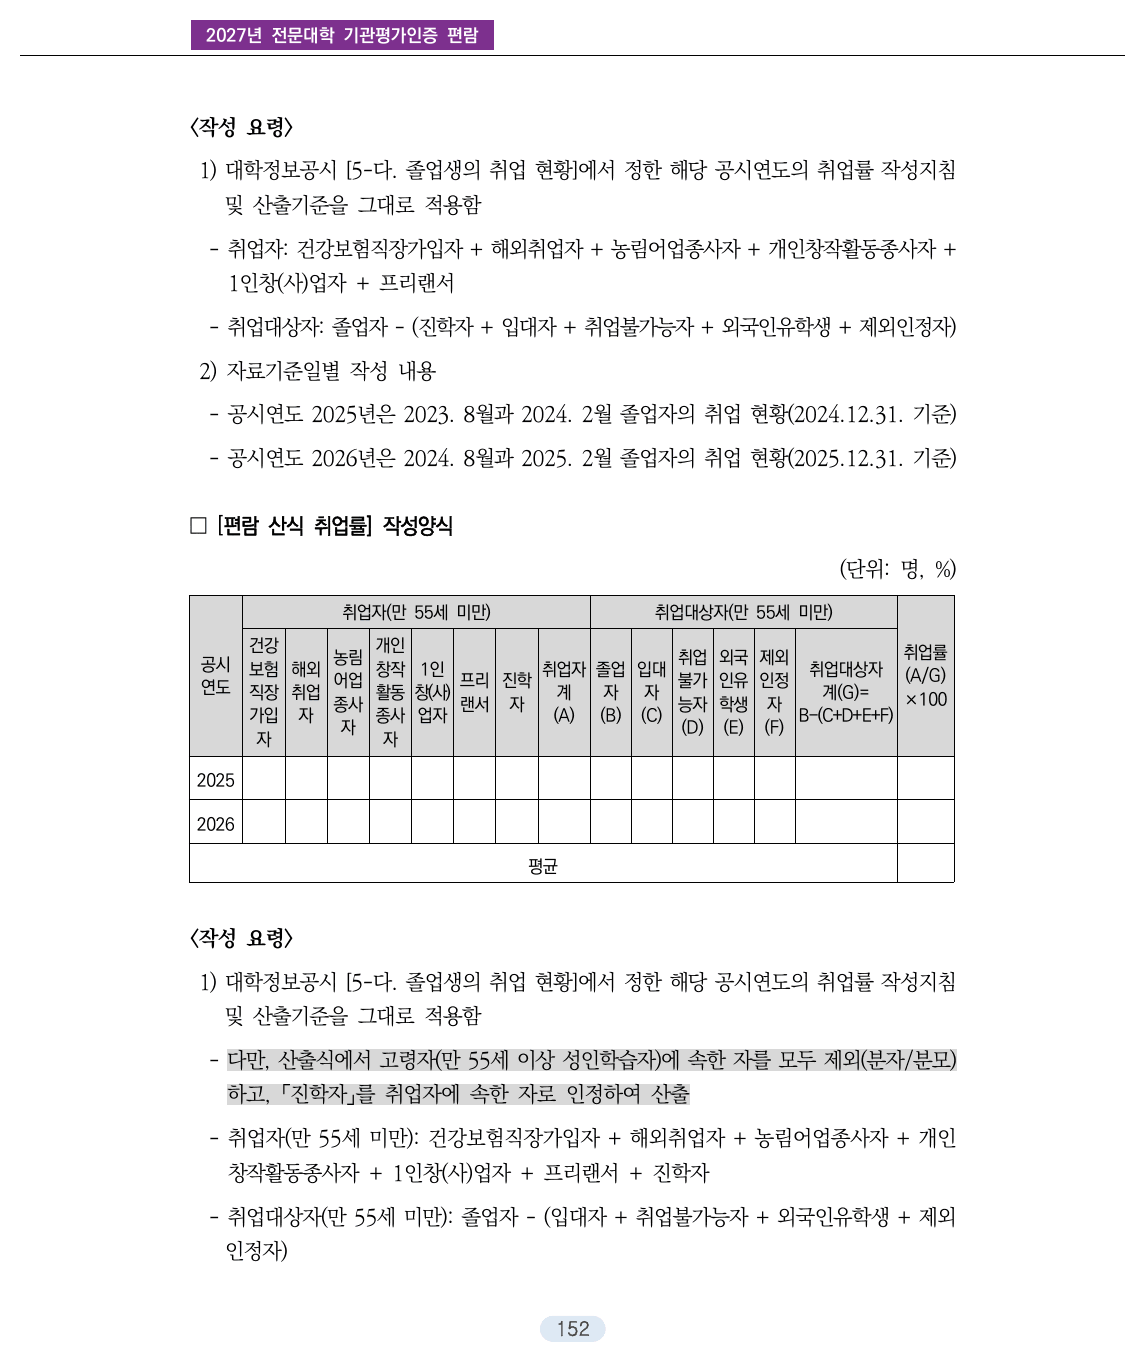 2027년 전문대학 기관평가인증 편람
〈작성 요령〉
1) 대학정보공시 [5-다. 졸업생의 취업 현황]에서 정한 해당 공시연도의 취업률 작성지침
및 산출기준을 그대로 적용함
- 취업자: 건강보험직장가입자 + 해외취업자 + 농림어업종사자 + 개인창작활동종사자 +
1인창(사)업자 + 프리랜서
- 취업대상자: 졸업자 - (진학자 + 입대자 + 취업불가능자 + 외국인유학생 + 제외인정자)
2) 자료기준일별 작성 내용
- 공시연도 2025년은 2023. 8월과 2024. 2월 졸업자의 취업 현황(2024.12.31. 기준)
- 공시연도 2026년은 2024. 8월과 2025. 2월 졸업자의 취업 현황(2025.12.31. 기준)
□ [편람 산식 취업률] 작성양식
(단위: 명, %)
공시
연도
취업자(만 55세 미만)
취업대상자(만 55세 미만)
취업률
(A/G)
×100
건강
보험
직장
가입
자
해외
취업
자
농림
어업
종사
자
개인
창작
활동
종사
자
1인
창(사)
업자
프리
랜서
진학
자
취업자
계
(A)
졸업
자
(B)
입대
자
(C)
취업
불가
능자
(D)
외국
인유
학생
(E)
제외
인정
자
(F)
취업대상자
계(G)=
B-(C+D+E+F)
2025
2026
평균
〈작성 요령〉
1) 대학정보공시 [5-다. 졸업생의 취업 현황]에서 정한 해당 공시연도의 취업률 작성지침
및 산출기준을 그대로 적용함
- 다만, 산출식에서 고령자(만 55세 이상 성인학습자)에 속한 자를 모두 제외(분자/분모)
하고, 「진학자」를 취업자에 속한 자로 인정하여 산출
- 취업자(만 55세 미만): 건강보험직장가입자 + 해외취업자 + 농림어업종사자 + 개인
창작활동종사자 + 1인창(사)업자 + 프리랜서 + 진학자
- 취업대상자(만 55세 미만): 졸업자 - (입대자 + 취업불가능자 + 외국인유학생 + 제외
인정자)
152